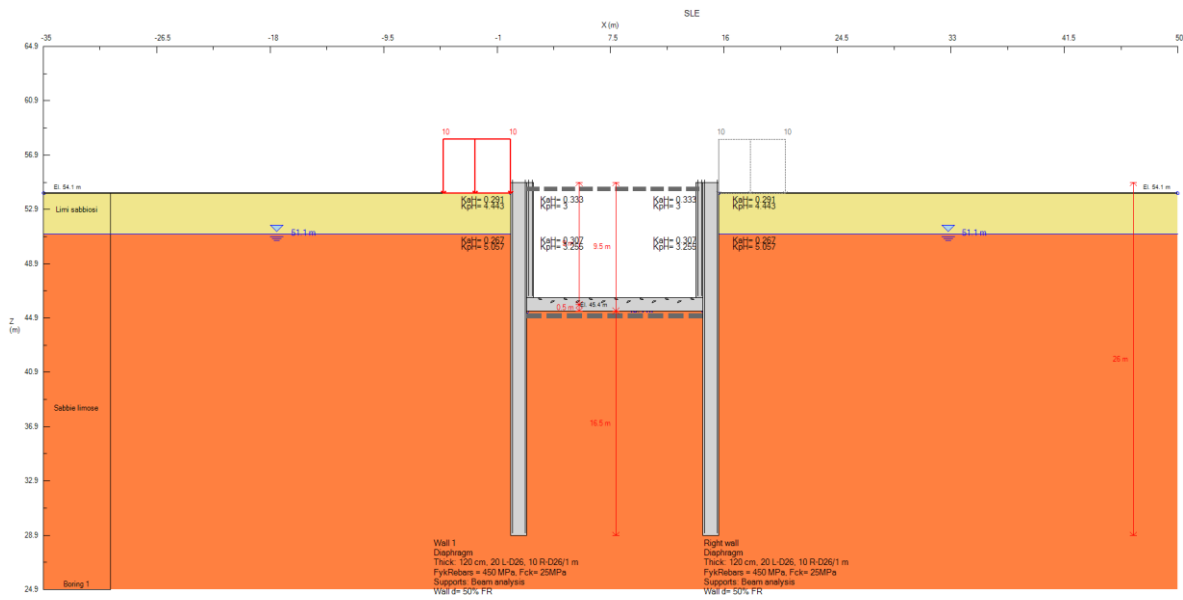 SLE
X (m)
-35 -26.5 -18 -9.5 -1 7.5 16 24.5 33 41.5 50
64.9
60.9
56.9
10 10 10 10
El. 54.1 m El. 54.1 m
KaH= 0.291 KaH= 0.333 KaH= 0.333 KaH= 0.291
KpH= 4.443 KpH= 3 KpH= 3 KpH= 4.443
52.9 Limi sabbiosi
51.1 m 51.1 m
KaH= 0.267 KaH= 0.307 KaH= 0.307 KaH= 0.267
KpH= 5.057 KpH= 3.255 KpH= 3.255 KpH= 5.057
9.5 m
48.9
0.5 m El. 45.4 m
44.9
Z
(m)
26 m
40.9
Sabbie limose
36.9
16.5 m
32.9
28.9
Wall 1
Diaphragm
Thick: 120 cm, 20 L-D26, 10 R-D26/1 m
FykRebars = 450 MPa, Fck= 25MPa
Supports: Beam analysis
Wall d= 50% FR
Right wall
Diaphragm
Thick: 120 cm, 20 L-D26, 10 R-D26/1 m
FykRebars = 450 MPa, Fck= 25MPa
Supports: Beam analysis
Wall d= 50% FR
Boring 1
24.9